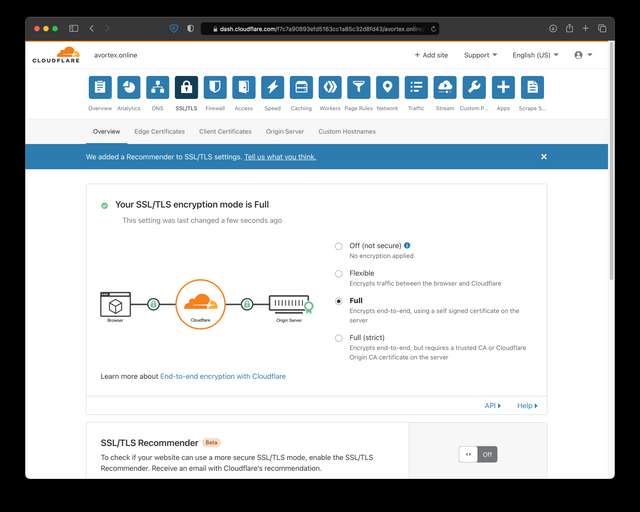 dash.cloudflare.com/f7c7a90893efd5163cc1a85c32d8fd43/avortex.online
CLOUDFLARE
avortex.online
+ Add site
Support
English (US)
Overview
Analytics
DNS
SSL/TLS
Firewall
Access
Speed
Caching
Workers
Page Rules
Network
Traffic
Stream
Custom P...
Apps
Scrape S...
Overview
Edge Certificates
Client Certificates
Origin Server
Custom Hostnames
We added a Recommender to SSL/TLS settings. Tell us what you think.
Your SSL/TLS encryption mode is Full
This setting was last changed a few seconds ago
Off (not secure)
No encryption applied
Flexible
Encrypts traffic between the browser and Cloudflare
Full
Encrypts end-to-end, using a self signed certificate on the
server
Full (strict)
Encrypts end-to-end, but requires a trusted CA or Cloudflare
Origin CA certificate on the server
Browser
Cloudflare
Origin Server
Learn more about End-to-end encryption with Cloudflare
API
Help
SSL/TLS Recommender Beta
To check if your website can use a more secure SSL/TLS mode, enable the SSL/TLS
Recommender. Receive an email with Cloudflare's recommendation.
Off